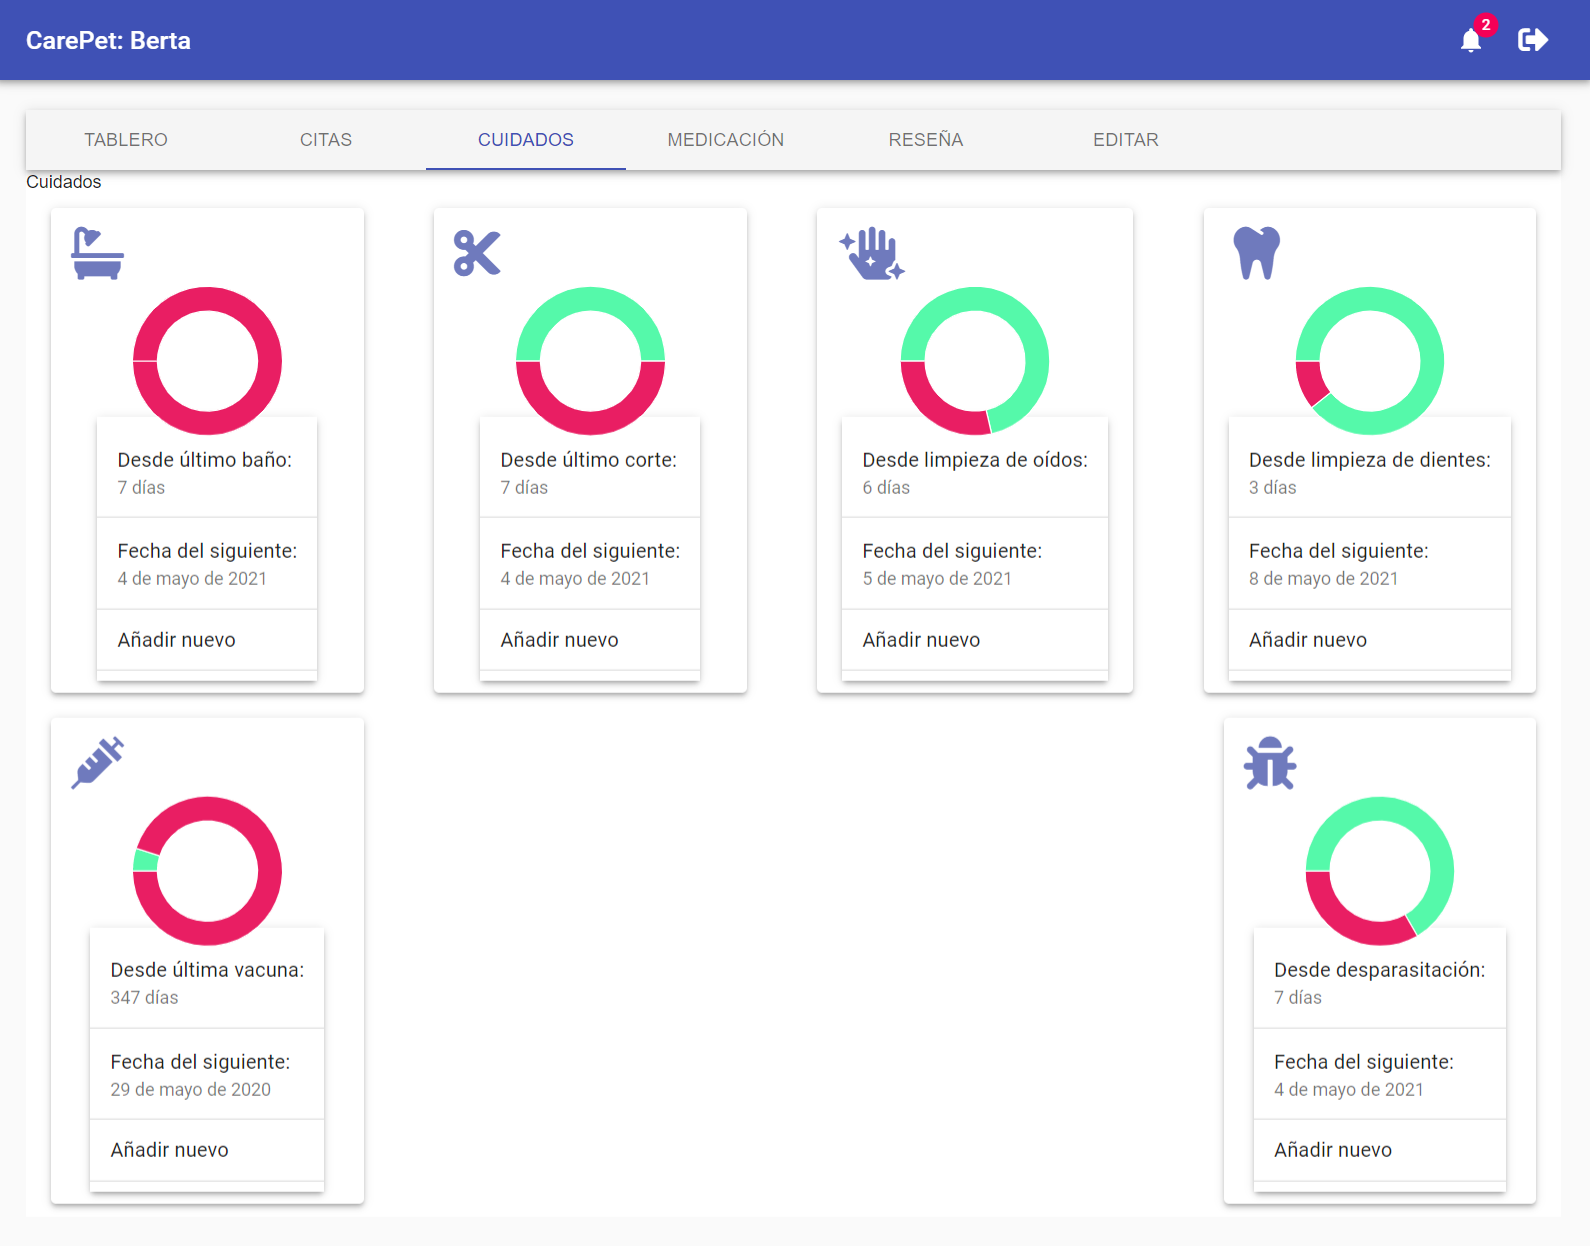 CarePet: Berta
2
TABLERO
CITAS
CUIDADOS
MEDICACIÓN
RESEÑA
EDITAR
Cuidados
Desde último baño:
7 días
Fecha del siguiente:
4 de mayo de 2021
Añadir nuevo
Desde último corte:
7 días
Fecha del siguiente:
4 de mayo de 2021
Añadir nuevo
Desde limpieza de oídos:
6 días
Fecha del siguiente:
5 de mayo de 2021
Añadir nuevo
Desde limpieza de dientes:
3 días
Fecha del siguiente:
8 de mayo de 2021
Añadir nuevo
Desde última vacuna:
347 días
Fecha del siguiente:
29 de mayo de 2020
Añadir nuevo
Desde desparasitación:
7 días
Fecha del siguiente:
4 de mayo de 2021
Añadir nuevo